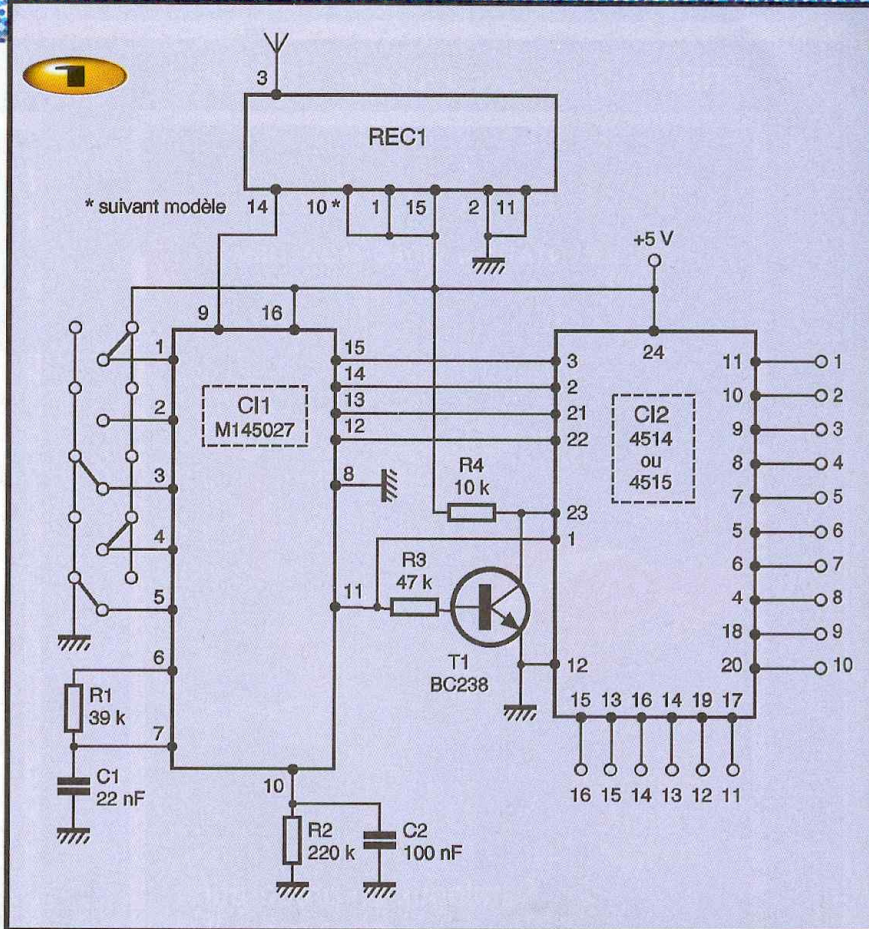 1
3
REC1
* suivant modèle 14 10 * 1 15 2 11
+5 V
9 16
24
1 15 3 11 1
14 2 10 2
2 CI1 13 21 CI2 9 3
M145027 12 22 4514 8 4
ou
4515
3 8 R4 7 5
10 k 23 5 6
4 R3 1 6 7
47 k
5 11 4 8
T1 12 18 9
BC238 20 10
6
R1
39 k
7
15 13 16 14 19 17
C1
22 nF
10
16 15 14 13 12 11
R2 C2
220 k 100 nF